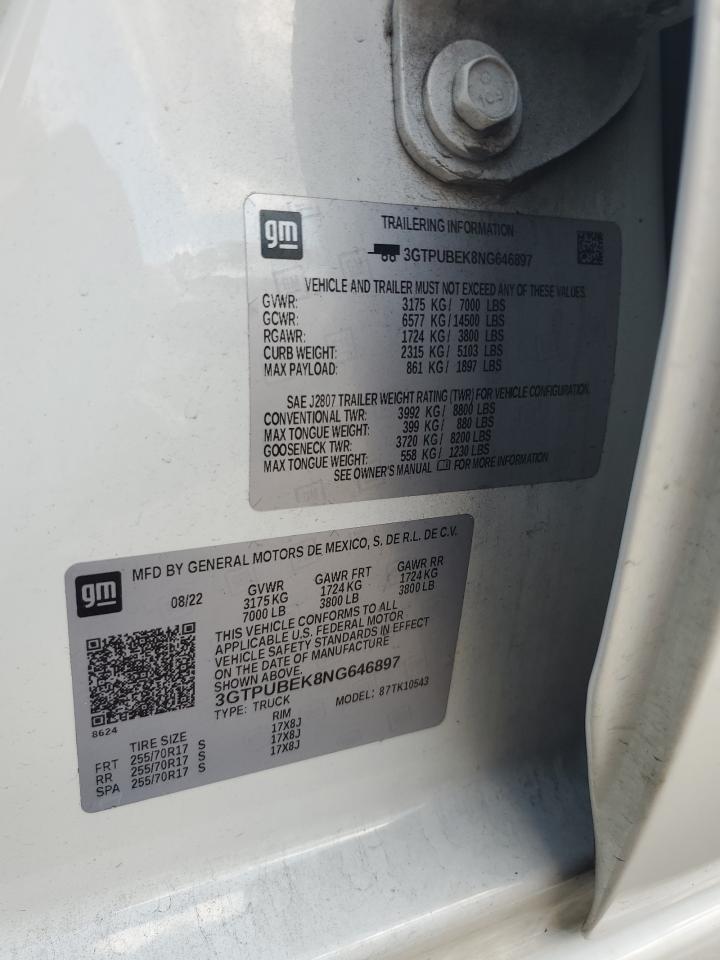 gm
TRAILERING INFORMATION
3GTPUBEK8NG646897
VEHICLE AND TRAILER MUST NOT EXCEED ANY OF THESE VALUES.
GVWR: 3175 KG/ 7000 LBS
GCWR: 6577 KG/ 14500 LBS
RGAWR: 1724 KG/ 3800 LBS
CURB WEIGHT: 2315 KG/ 5103 LBS
MAX PAYLOAD: 861 KG/ 1897 LBS
SAE J2807 TRAILER WEIGHT RATING (TWR) FOR VEHICLE CONFIGURATION.
CONVENTIONAL TWR: 3992 KG/ 8800 LBS
MAX TONGUE WEIGHT: 399 KG/ 880 LBS
GOOSENECK TWR: 3720 KG/ 8200 LBS
MAX TONGUE WEIGHT: 558 KG/ 1230 LBS
SEE OWNER'S MANUAL FOR MORE INFORMATION
gm
MFD BY GENERAL MOTORS DE MEXICO, S. DE R.L. DE C.V.
08/22 GVWR GAWR FRT GAWR RR
3175 KG 1724 KG 1724 KG
7000 LB 3800 LB 3800 LB
THIS VEHICLE CONFORMS TO ALL
APPLICABLE U.S. FEDERAL MOTOR
VEHICLE SAFETY STANDARDS IN EFFECT
ON THE DATE OF MANUFACTURE
SHOWN ABOVE.
3GTPUBEK8NG646897
TYPE: TRUCK MODEL: 87TK10543
8624
TIRE SIZE RIM
FRT 255/70R17 S 17X8J
RR 255/70R17 S 17X8J
SPA 255/70R17 S 17X8J